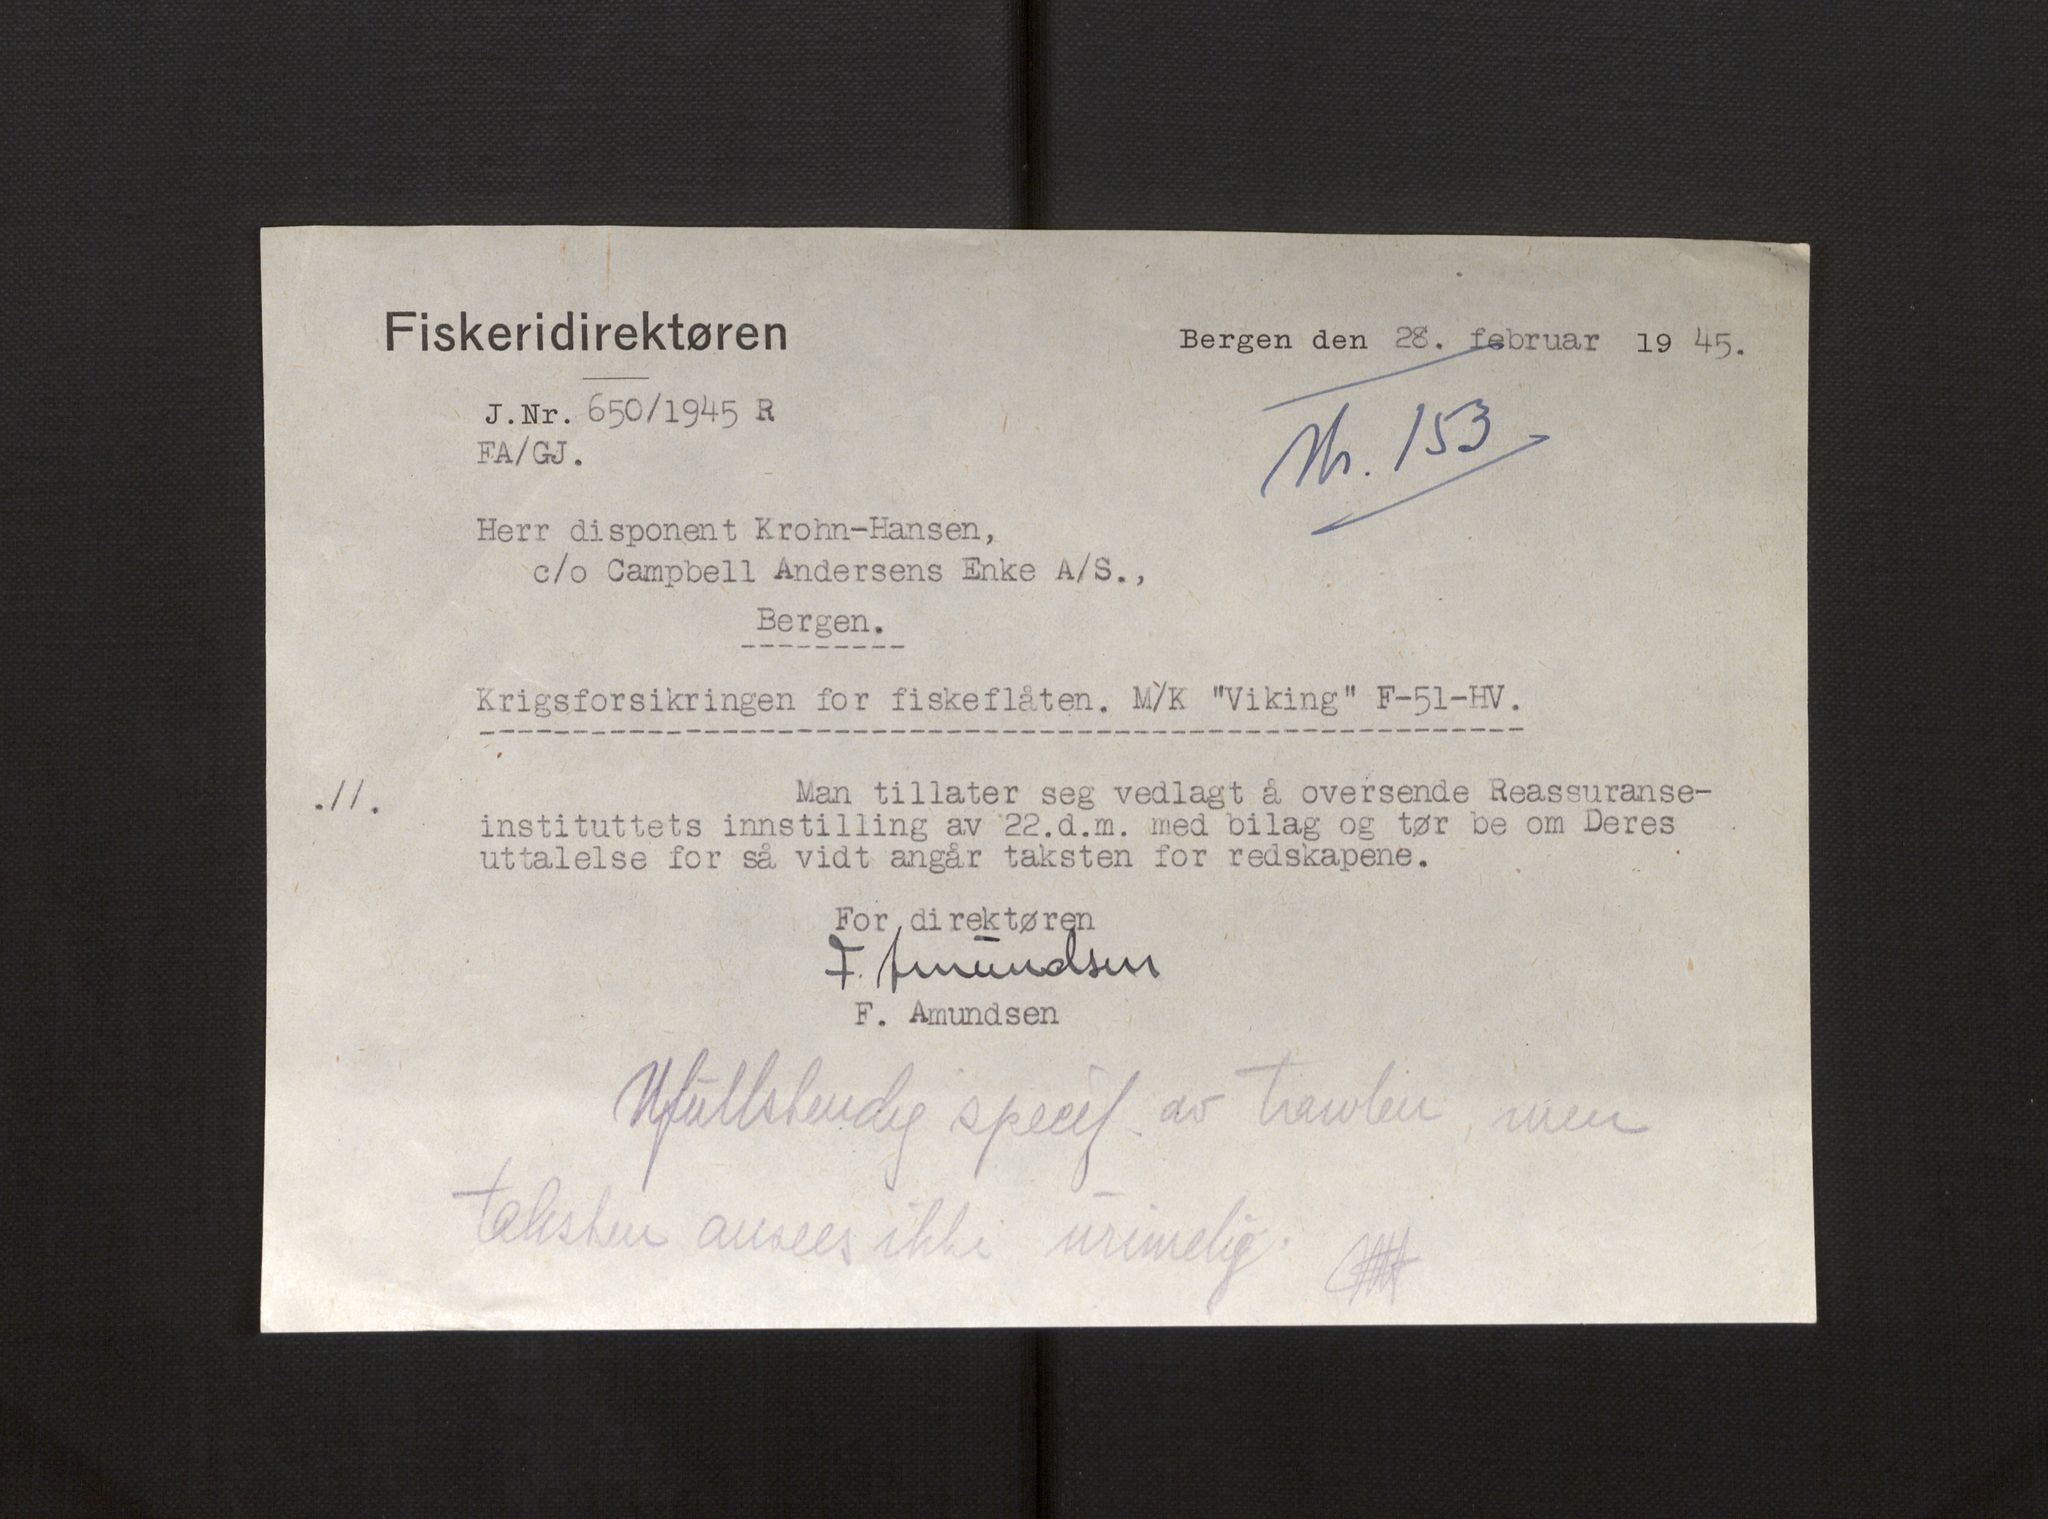 Fiskeridirektøren
Bergen den 28. februar 1945.
J.Nr. 650/1945 R
FA/GJ.
Nr. 153
Herr disponent Krohn-Hansen,
c/o Campbell Andersens Enke A/S.,
Bergen.
Krigsforsikringen for fiskeflåten. M/K "Viking" F-51-HV.
.//. Man tillater seg vedlagt å oversende Reassuranse-
instituttets innstilling av 22.d.m. med bilag og tør be om Deres
uttalelse for så vidt angår taksten for redskapene.
For direktøren
F. Amundsen
F. Amundsen
Ufullstendig specif. av trawlen, men
taksten ansees ikke urimelig.